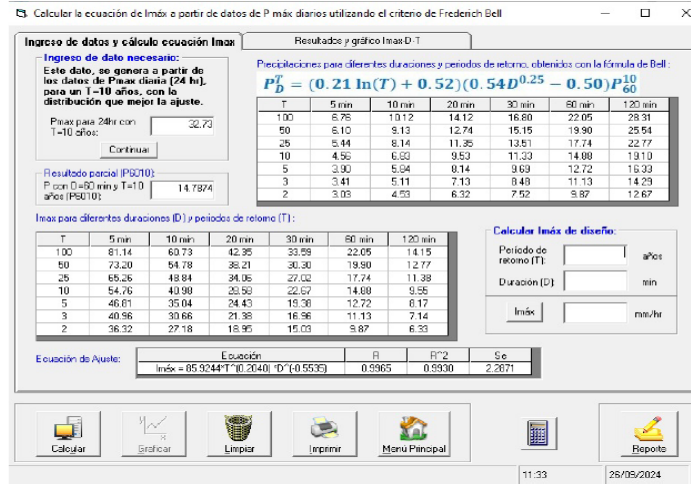 Calcular la ecuación de Imáx a partir de datos de P máx diarios utilizando el criterio de Frederich Bell
Ingreso de datos y cálculo ecuación Imax
Resultados y gráfico Imax-D-T
Ingreso de dato necesario:
Este dato, se genera a partir de
los datos de Pmax diaria (24 hr),
para un T=10 años, con la
distribución que mejor la ajuste.
Pmax para 24hr con
T=10 años:
32.73
Continuar
Resultado parcial (P6010):
P con D=60 min y T=10
años (P6010):
14.7874
Precipitaciones para diferentes duraciones y periodos de retorno, obtenidos con la fórmula de Bell :
P_D^T = (0.21 ln(T) + 0.52)(0.54D^0.25 − 0.50)P_60^10
T 5 min 10 min 20 min 30 min 60 min 120 min
100 6.76 10.12 14.12 16.80 22.05 28.31
50 6.10 9.13 12.74 15.15 19.90 25.54
25 5.44 8.14 11.35 13.51 17.74 22.77
10 4.56 6.83 9.53 11.33 14.88 19.10
5 3.90 5.84 8.14 9.69 12.72 16.33
3 3.41 5.11 7.13 8.48 11.13 14.29
2 3.03 4.53 6.32 7.52 9.87 12.67
Imax para diferentes duraciones (D) y periodos de retorno (T) :
T 5 min 10 min 20 min 30 min 60 min 120 min
100 81.14 60.73 42.35 33.59 22.05 14.15
50 73.20 54.78 38.21 30.30 19.90 12.77
25 65.26 48.84 34.06 27.02 17.74 11.38
10 54.76 40.98 28.58 22.67 14.88 9.55
5 46.81 35.04 24.43 19.38 12.72 8.17
3 40.96 30.66 21.38 16.96 11.13 7.14
2 36.32 27.18 18.95 15.03 9.87 6.33
Calcular Imáx de diseño:
Periodo de
retorno (T):
años
Duración (D):
min
Imáx
mm/hr
Ecuación de Ajuste:
Ecuación R R^2 Se
Imáx = 85.9244*T^(0.2040) *D^(-0.5535) 0.9965 0.9930 2.2871
Calcular
Graficar
Limpiar
Imprimir
Menú Principal
Reporte
11:33
26/09/2024